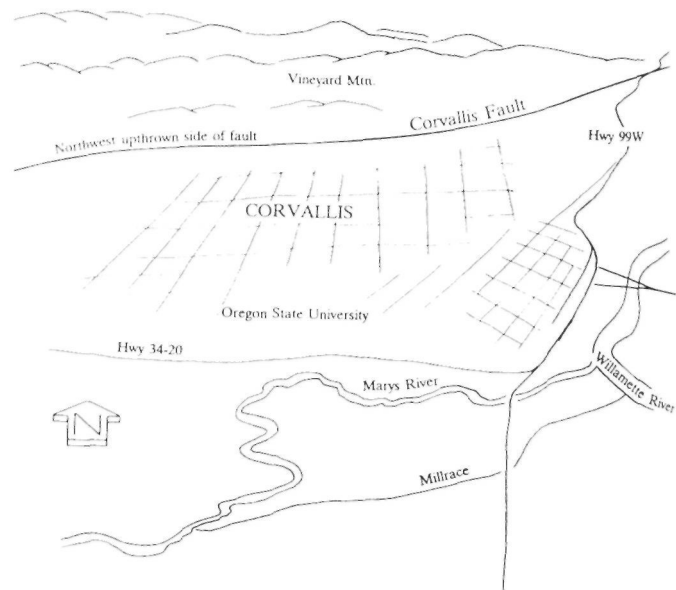 Vineyard Mtn.
Corvallis Fault
Northwest upthrown side of fault
Hwy 99W
CORVALLIS
Oregon State University
Hwy 34-20
Marys River
Willamette River
N
Millrace